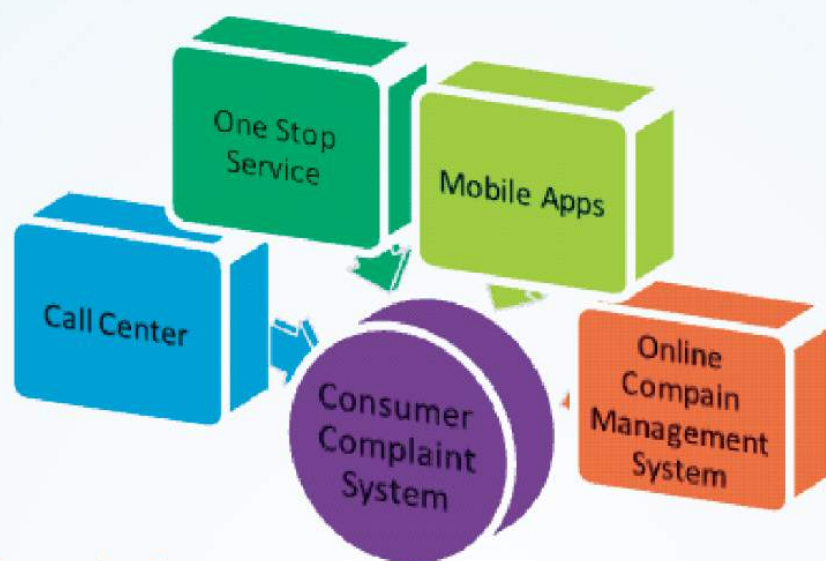 One Stop
Service
Mobile Apps
Call Center
Online
Compain
Management
System
Consumer
Complaint
System